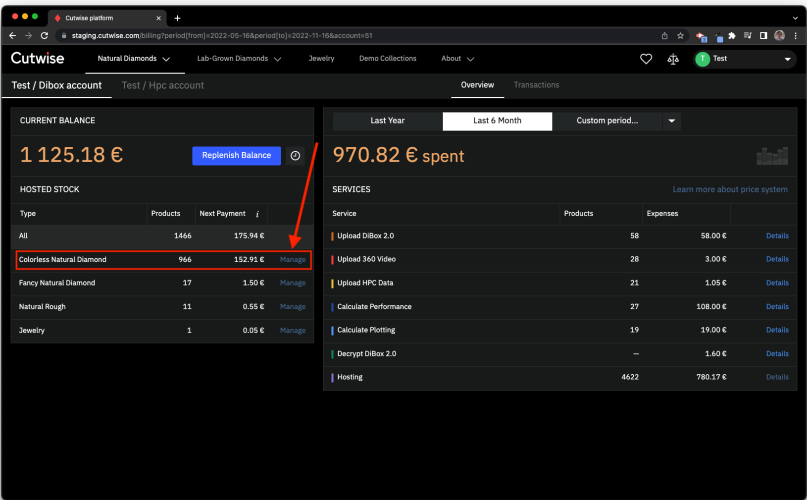 Cutwise platform
staging.cutwise.com/billing?period[from]=2022-05-16&period[to]=2022-11-16&account=51
Cutwise
Natural Diamonds
Lab-Grown Diamonds
Jewelry
Demo Collections
About
T
Test
Test / Dibox account
Test / Hpc account
Overview
Transactions
CURRENT BALANCE
1 125.18 €
Replenish Balance
HOSTED STOCK
Type Products Next Payment i
All 1466 175.94 €
Colorless Natural Diamond 966 152.91 € Manage
Fancy Natural Diamond 17 1.50 € Manage
Natural Rough 11 0.55 € Manage
Jewelry 1 0.05 € Manage
Last Year
Last 6 Month
Custom period...
970.82 € spent
SERVICES
Learn more about price system
Service Products Expenses
Upload DiBox 2.0 58 58.00 € Details
Upload 360 Video 28 3.00 € Details
Upload HPC Data 21 1.05 € Details
Calculate Performance 27 108.00 € Details
Calculate Plotting 19 19.00 € Details
Decrypt DiBox 2.0 — 1.60 € Details
Hosting 4622 780.17 € Details